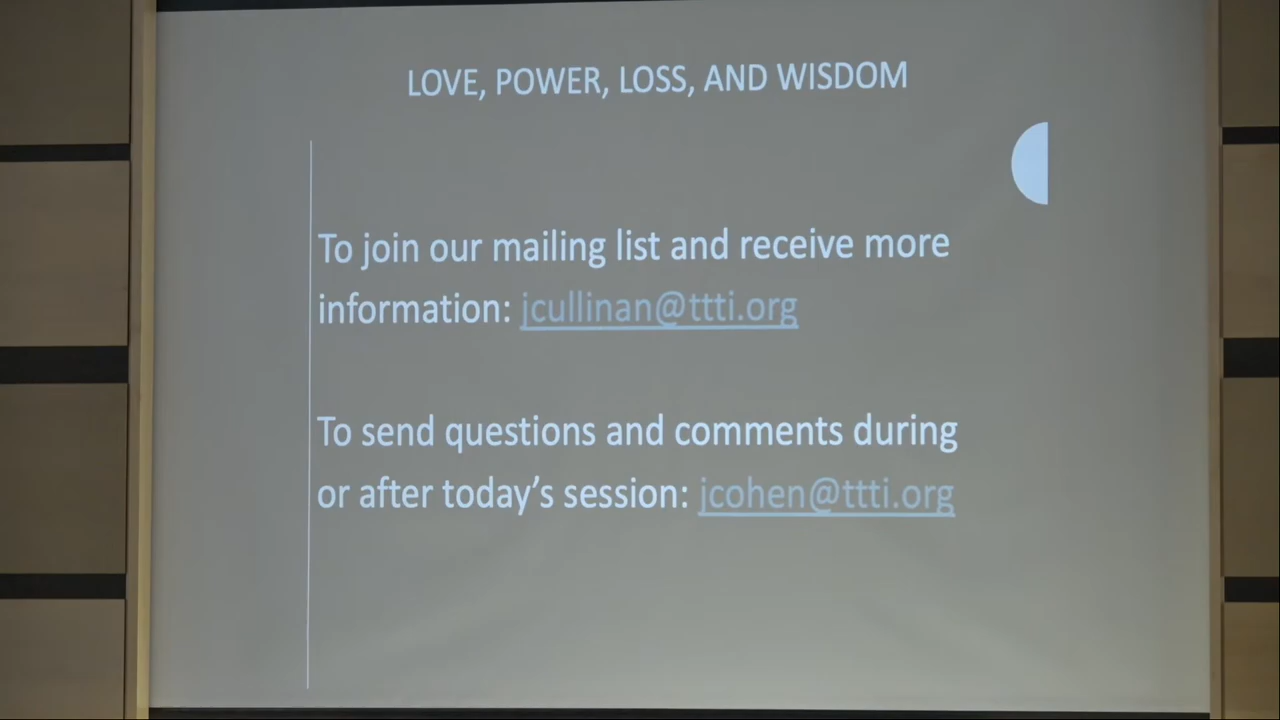 LOVE, POWER, LOSS, AND WISDOM
To join our mailing list and receive more
information: jcullinan@ttti.org
To send questions and comments during
or after today's session: jcohen@ttti.org